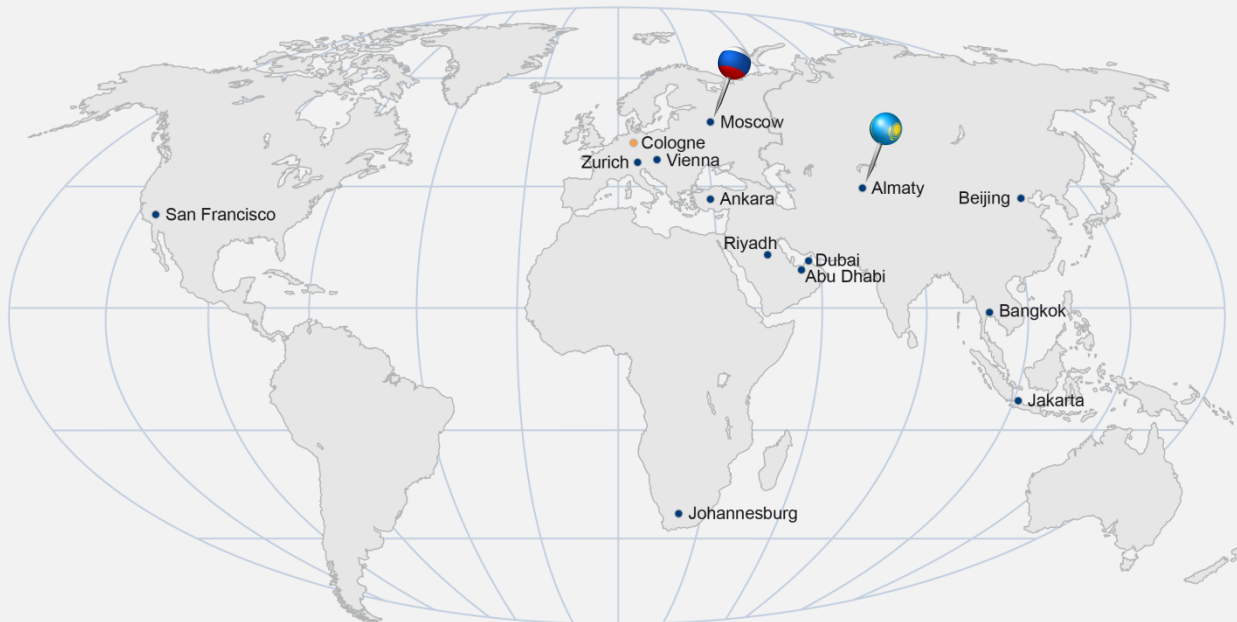 Moscow
Cologne
Zurich
Vienna
Almaty
Ankara
Beijing
San Francisco
Riyadh
Dubai
Abu Dhabi
Bangkok
Jakarta
Johannesburg